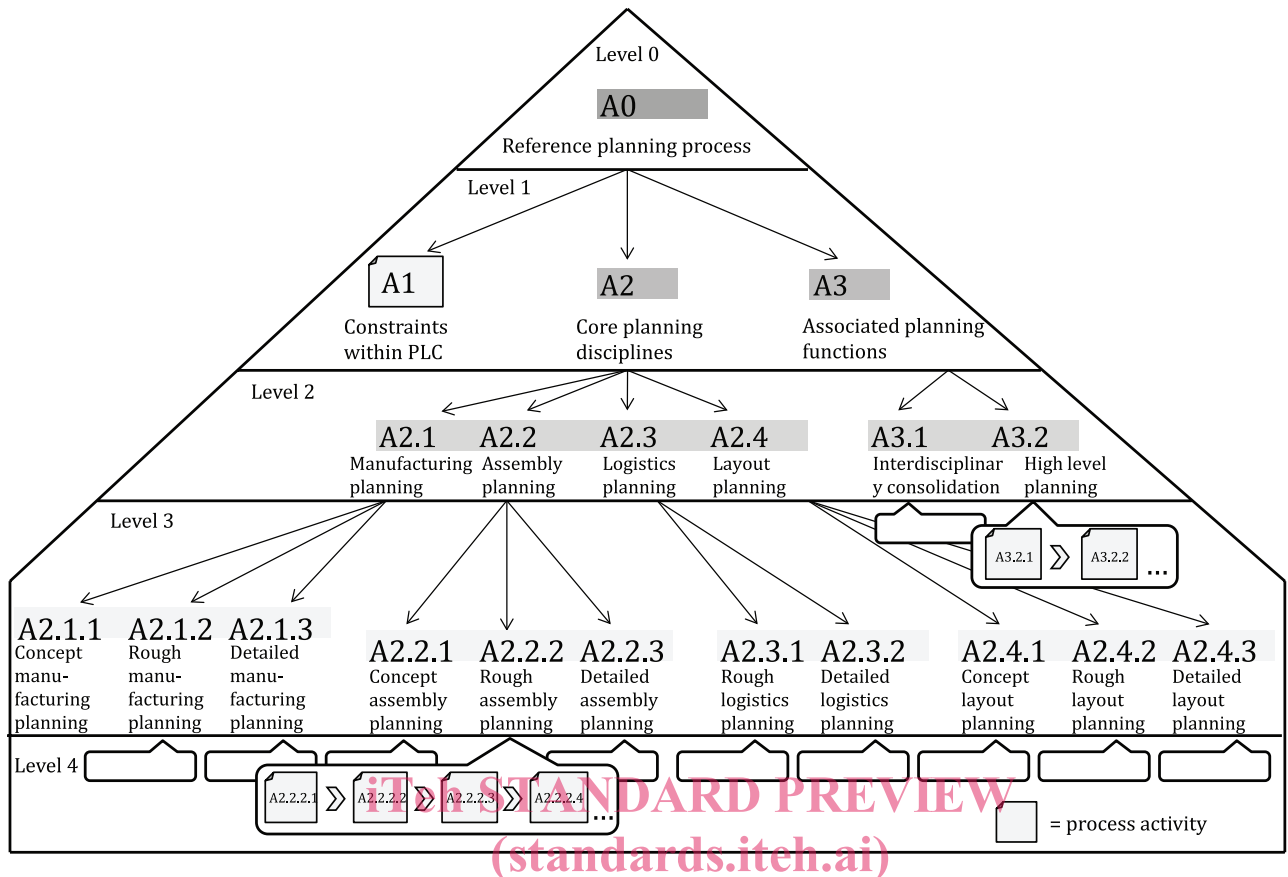 Level 0
A0
Reference planning process
Level 1
A1
A2
A3
Constraints
within PLC
Core planning
disciplines
Associated planning
functions
Level 2
A2.1
A2.2
A2.3
A2.4
A3.1
A3.2
Manufacturing
planning
Assembly
planning
Logistics
planning
Layout
planning
Interdisciplinar
y consolidation
High level
planning
Level 3
A3.2.1
A3.2.2
...
A2.1.1
A2.1.2
A2.1.3
Concept
manu-
facturing
planning
Rough
manu-
facturing
planning
Detailed
manu-
facturing
planning
A2.2.1
A2.2.2
A2.2.3
Concept
assembly
planning
Rough
assembly
planning
Detailed
assembly
planning
A2.3.1
A2.3.2
Rough
logistics
planning
Detailed
logistics
planning
A2.4.1
A2.4.2
A2.4.3
Concept
layout
planning
Rough
layout
planning
Detailed
layout
planning
Level 4
A2.2.2.1
A2.2.2.2
A2.2.2.3
A2.2.2.4
...
= process activity
iTeh STANDARD PREVIEW
(standards.iteh.ai)